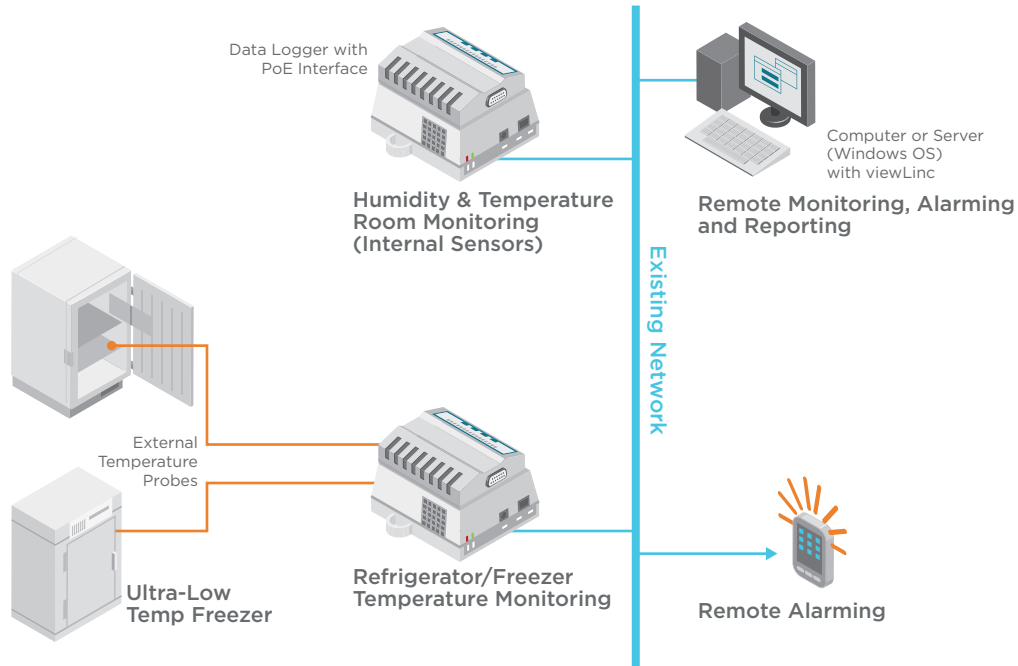 Data Logger with
PoE Interface
Humidity & Temperature
Room Monitoring
(Internal Sensors)
Computer or Server
(Windows OS)
with viewLinc
Remote Monitoring, Alarming
and Reporting
Existing Network
External
Temperature
Probes
Ultra-Low
Temp Freezer
Refrigerator/Freezer
Temperature Monitoring
Remote Alarming